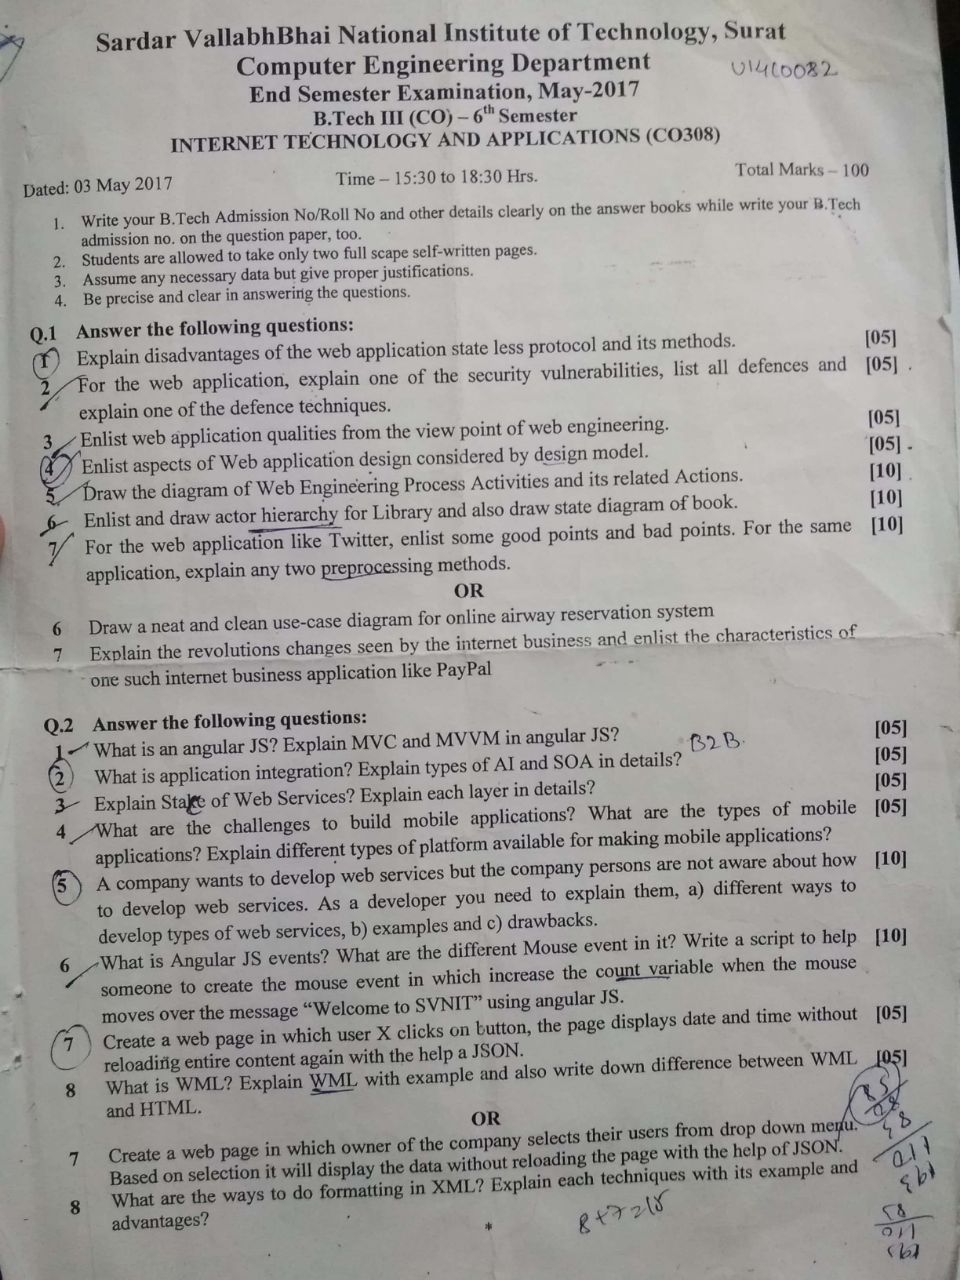 Sardar VallabhBhai National Institute of Technology, Surat
Computer Engineering Department
U14CO082
End Semester Examination, May-2017
B.Tech III (CO) – 6th Semester
INTERNET TECHNOLOGY AND APPLICATIONS (CO308)
Dated: 03 May 2017 Time – 15:30 to 18:30 Hrs. Total Marks – 100
1. Write your B.Tech Admission No/Roll No and other details clearly on the answer books while write your B.Tech
admission no. on the question paper, too.
2. Students are allowed to take only two full scape self-written pages.
3. Assume any necessary data but give proper justifications.
4. Be precise and clear in answering the questions.
Q.1 Answer the following questions:
1 Explain disadvantages of the web application state less protocol and its methods. [05]
2 For the web application, explain one of the security vulnerabilities, list all defences and [05]
explain one of the defence techniques.
3 Enlist web application qualities from the view point of web engineering. [05]
4 Enlist aspects of Web application design considered by design model. [05]
5 Draw the diagram of Web Engineering Process Activities and its related Actions. [10]
6 Enlist and draw actor hierarchy for Library and also draw state diagram of book. [10]
7 For the web application like Twitter, enlist some good points and bad points. For the same [10]
application, explain any two preprocessing methods.
OR
6 Draw a neat and clean use-case diagram for online airway reservation system
7 Explain the revolutions changes seen by the internet business and enlist the characteristics of
one such internet business application like PayPal
Q.2 Answer the following questions:
1 What is an angular JS? Explain MVC and MVVM in angular JS? [05]
B2B.
2 What is application integration? Explain types of AI and SOA in details? [05]
3 Explain Stake of Web Services? Explain each layer in details? [05]
4 What are the challenges to build mobile applications? What are the types of mobile [05]
applications? Explain different types of platform available for making mobile applications?
5 A company wants to develop web services but the company persons are not aware about how [10]
to develop web services. As a developer you need to explain them, a) different ways to
develop types of web services, b) examples and c) drawbacks.
6 What is Angular JS events? What are the different Mouse event in it? Write a script to help [10]
someone to create the mouse event in which increase the count variable when the mouse
moves over the message “Welcome to SVNIT” using angular JS.
7 Create a web page in which user X clicks on button, the page displays date and time without [05]
reloading entire content again with the help a JSON.
8 What is WML? Explain WML with example and also write down difference between WML [05]
and HTML.
OR
7 Create a web page in which owner of the company selects their users from drop down menu.
Based on selection it will display the data without reloading the page with the help of JSON.
8 What are the ways to do formatting in XML? Explain each techniques with its example and
advantages?
*
8+7=15